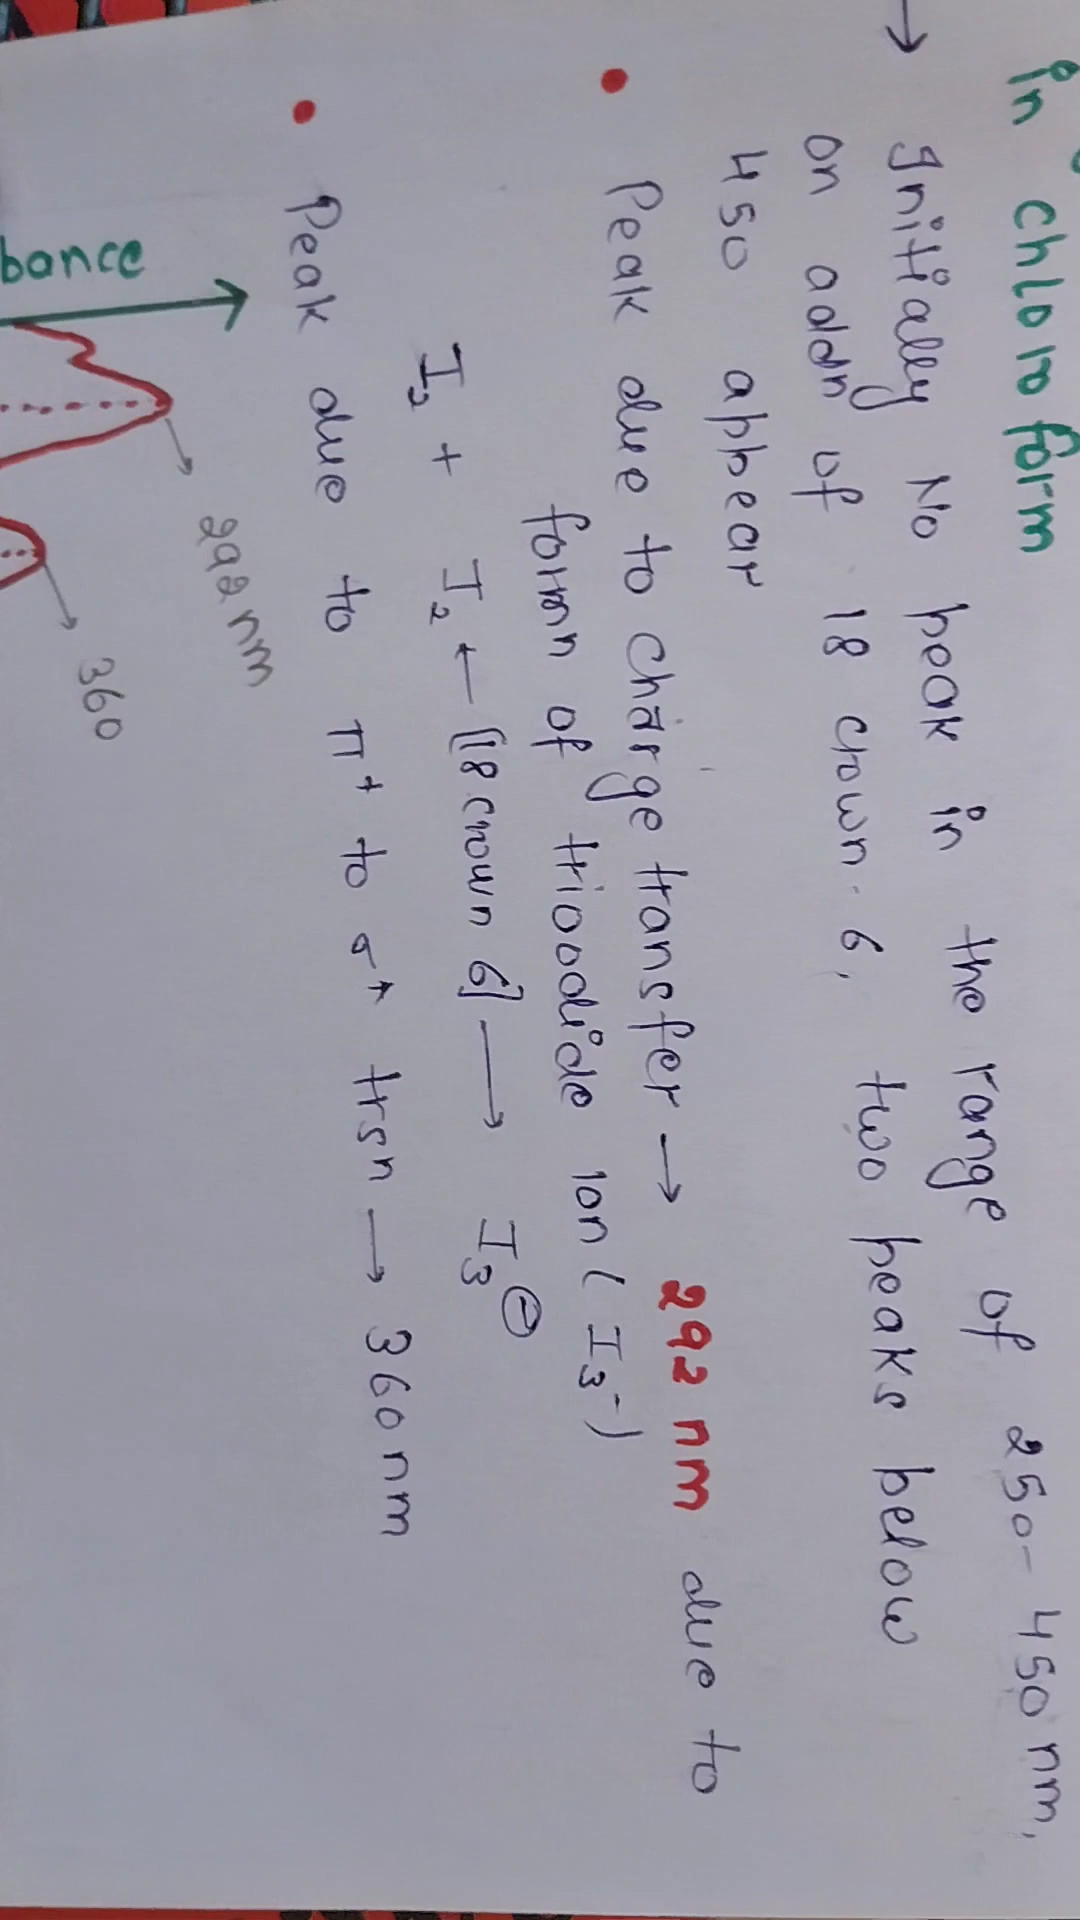 in chloroform
→ Initially No peak in the range of 250-450 nm,
on addn of 18 crown-6, two peaks below
450 appear
• Peak due to charge transfer → 292 nm due to
formn of triiodide ion (I3-)
I2 + I2 ← [18 crown 6] → I3⊖
• Peak due to π* to σ* trsn → 360nm
bance
292 nm
360